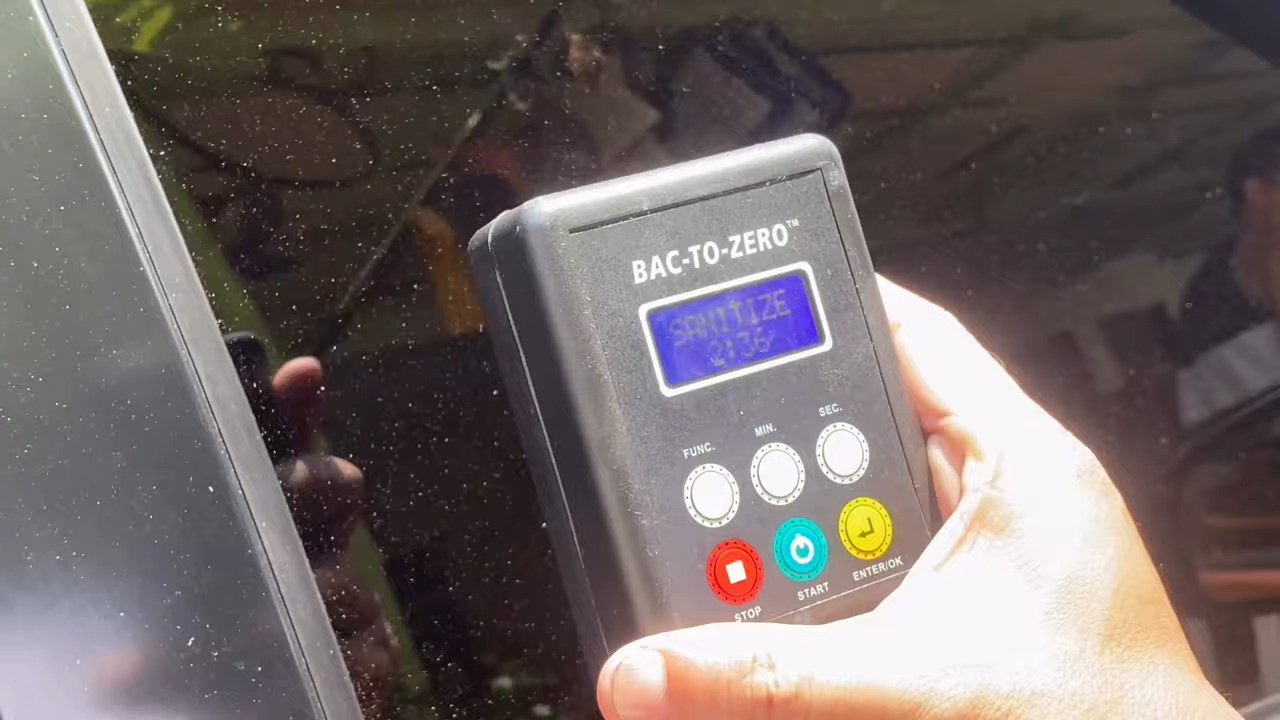 BAC-TO-ZERO™
SANITIZE
2:36
FUNC.
MIN.
SEC.
STOP
START
ENTER/OK